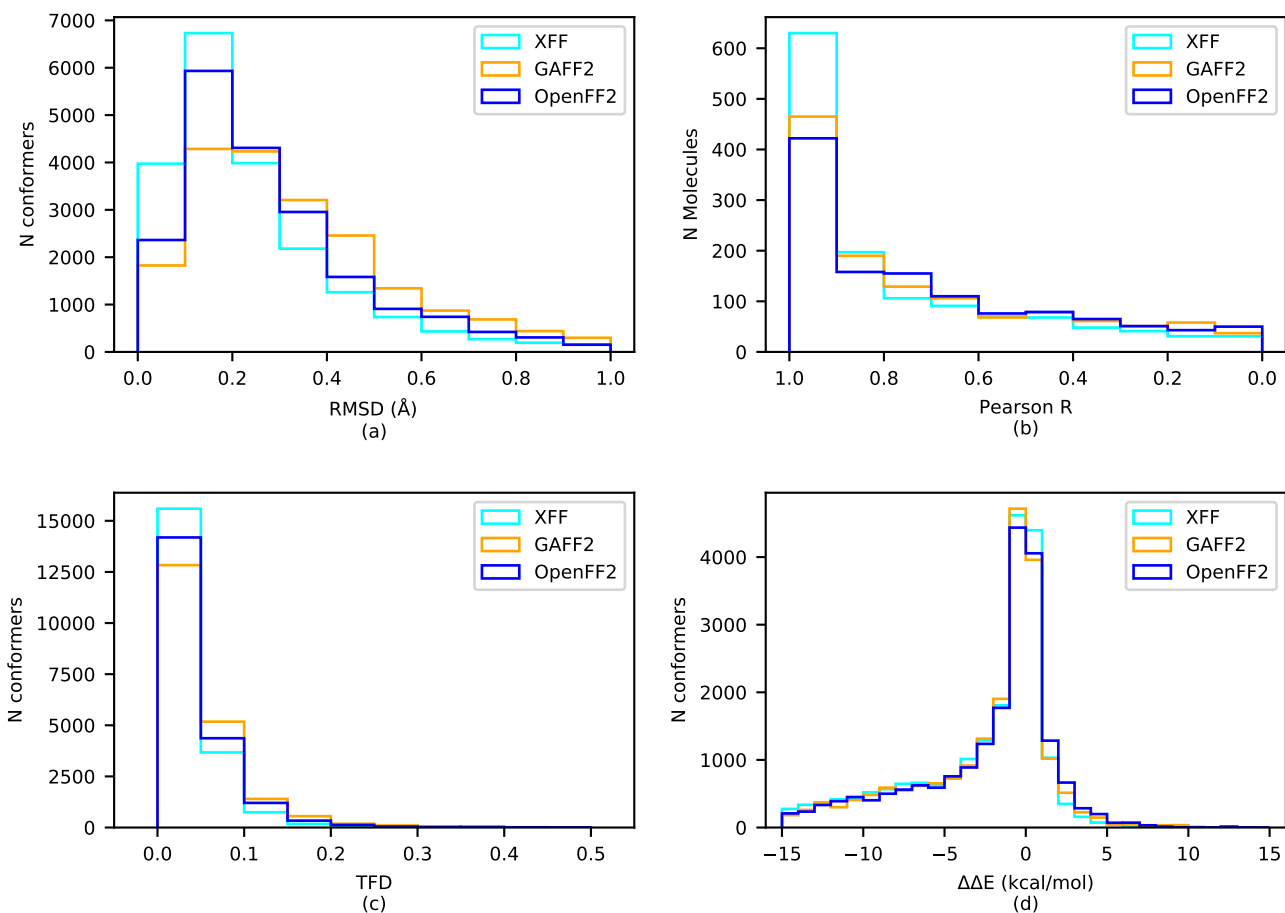 7000
6000
5000
4000
3000
2000
1000
0
N conformers
XFF
GAFF2
OpenFF2
0.0 0.2 0.4 0.6 0.8 1.0
RMSD (Å)
(a)
600
500
400
300
200
100
0
N Molecules
XFF
GAFF2
OpenFF2
1.0 0.8 0.6 0.4 0.2 0.0
Pearson R
(b)
15000
12500
10000
7500
5000
2500
0
N conformers
XFF
GAFF2
OpenFF2
0.0 0.1 0.2 0.3 0.4 0.5
TFD
(c)
4000
3000
2000
1000
0
N conformers
XFF
GAFF2
OpenFF2
−15 −10 −5 0 5 10 15
ΔΔE (kcal/mol)
(d)